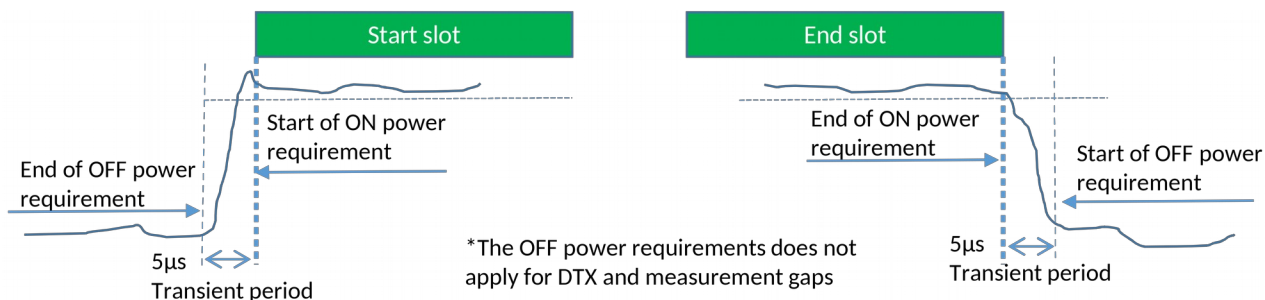 Start slot
End slot
Start of ON power
requirement
End of OFF power
requirement
5µs
Transient period
*The OFF power requirements does not
apply for DTX and measurement gaps
End of ON power
requirement
Start of OFF power
requirement
5µs
Transient period